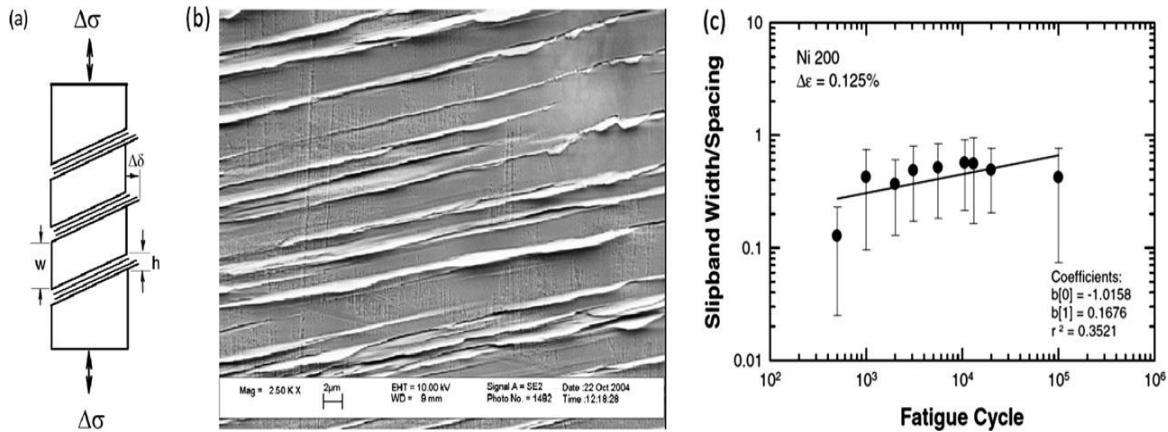 (a)
Δσ
Δδ
w
h
Δσ
(b)
Mag = 2.50 K X
2μm
EHT = 10.00 kV
WD = 9 mm
Signal A = SE2
Photo No. = 1482
Date :22 Oct 2004
Time :12:18:28
(c)
Slipband Width/Spacing
10
1
0.1
0.01
Ni 200
Δε = 0.125%
Coefficients:
b[0] = -1.0158
b[1] = 0.1676
r ² = 0.3521
10² 10³ 10⁴ 10⁵ 10⁶
Fatigue Cycle